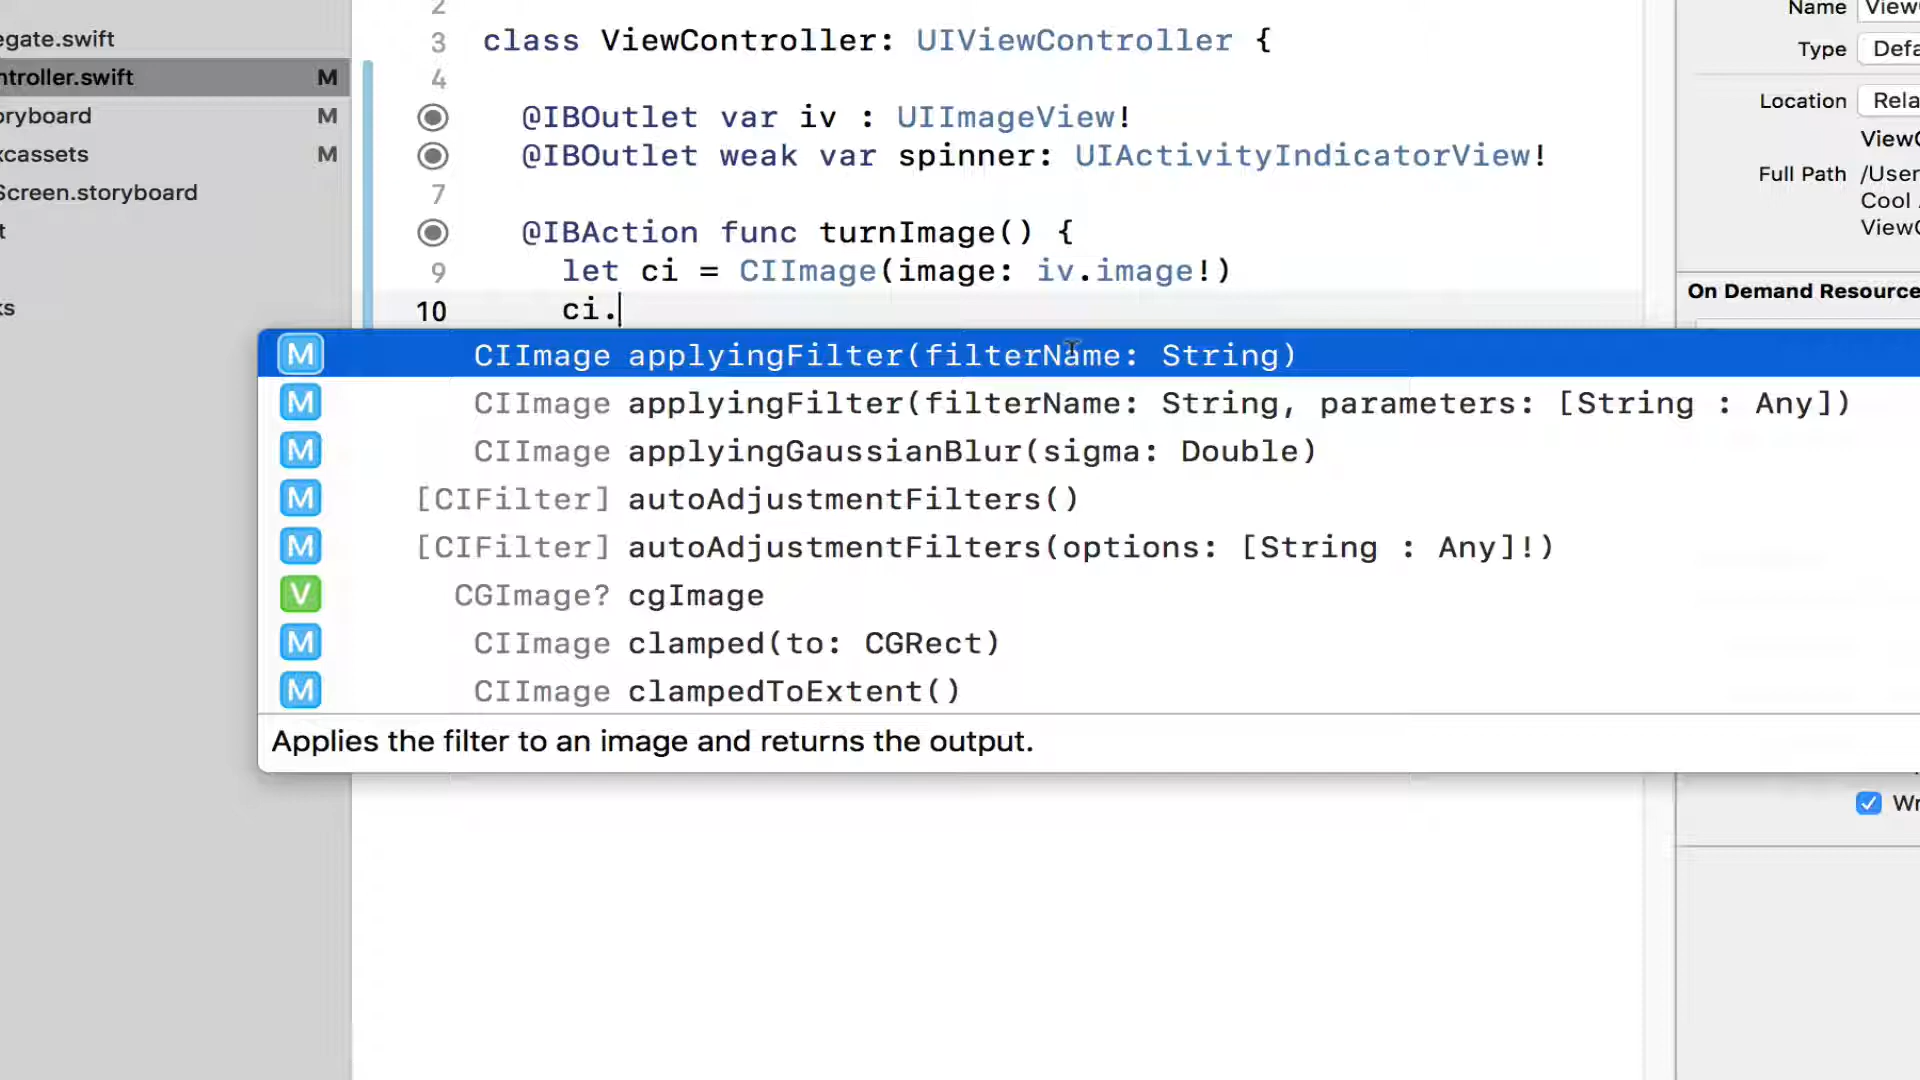 2
egate.swift
3 class ViewController: UIViewController {
ntroller.swift M
4
oryboard M
@IBOutlet var iv : UIImageView!
xcassets M
@IBOutlet weak var spinner: UIActivityIndicatorView!
Screen.storyboard
7
t
@IBAction func turnImage() {
9 let ci = CIImage(image: iv.image!)
ks
10 ci.
M CIImage applyingFilter(filterName: String)
M CIImage applyingFilter(filterName: String, parameters: [String : Any])
M CIImage applyingGaussianBlur(sigma: Double)
M [CIFilter] autoAdjustmentFilters()
M [CIFilter] autoAdjustmentFilters(options: [String : Any]!)
V CGImage? cgImage
M CIImage clamped(to: CGRect)
M CIImage clampedToExtent()
Applies the filter to an image and returns the output.
Name View
Type Defa
Location Rela
View
Full Path /User
Cool
View
On Demand Resource
Wr